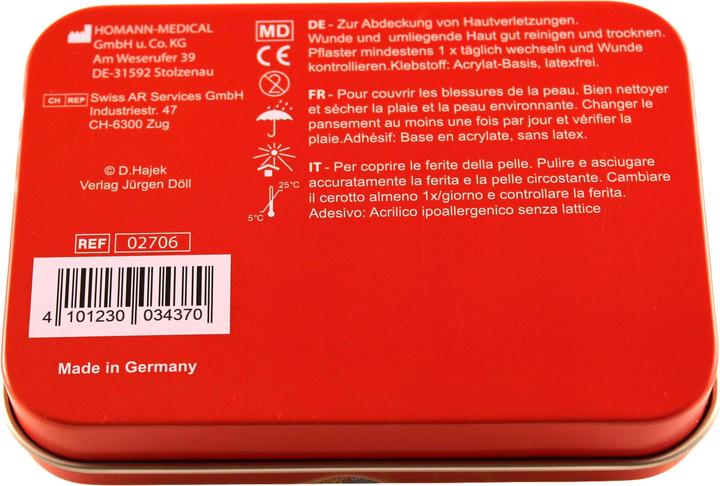 HOMANN-MEDICAL
GmbH u. Co. KG
Am Weserufer 39
DE-31592 Stolzenau
CH REP Swiss AR Services GmbH
Industriestr. 47
CH-6300 Zug
© D.Hajek
Verlag Jürgen Döll
REF 02706
4 101230 034370
Made in Germany
MD
CE
2
25°C
5°C
DE - Zur Abdeckung von Hautverletzungen.
Wunde und umliegende Haut gut reinigen und trocknen.
Pflaster mindestens 1 x täglich wechseln und Wunde
kontrollieren.Klebstoff: Acrylat-Basis, latexfrei.
FR - Pour couvrir les blessures de la peau. Bien nettoyer
et sécher la plaie et la peau environnante. Changer le
pansement au moins une fois par jour et vérifier la
plaie.Adhésif: Base en acrylate, sans latex.
IT - Per coprire le ferite della pelle. Pulire e asciugare
accuratamente la ferita e la pelle circostante. Cambiare
il cerotto almeno 1x/giorno e controllare la ferita.
Adesivo: Acrilico ipoallergenico senza lattice